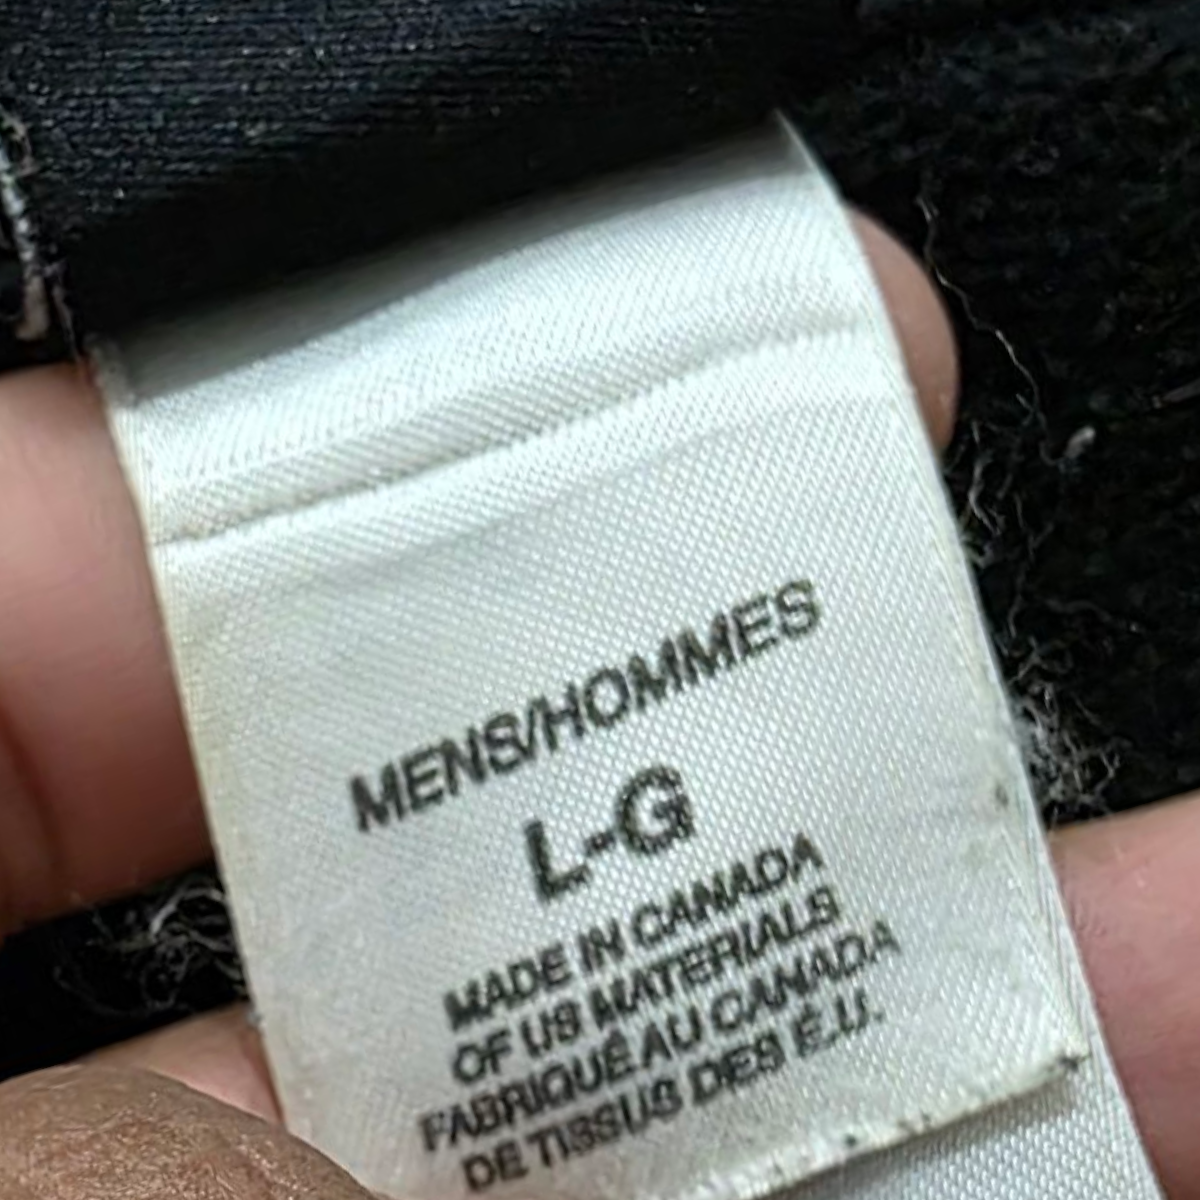 MENS/HOMMES
L-G
MADE IN CANADA
OF US MATERIALS
FABRIQUÉ AU CANADA
DE TISSUS DES É.U.